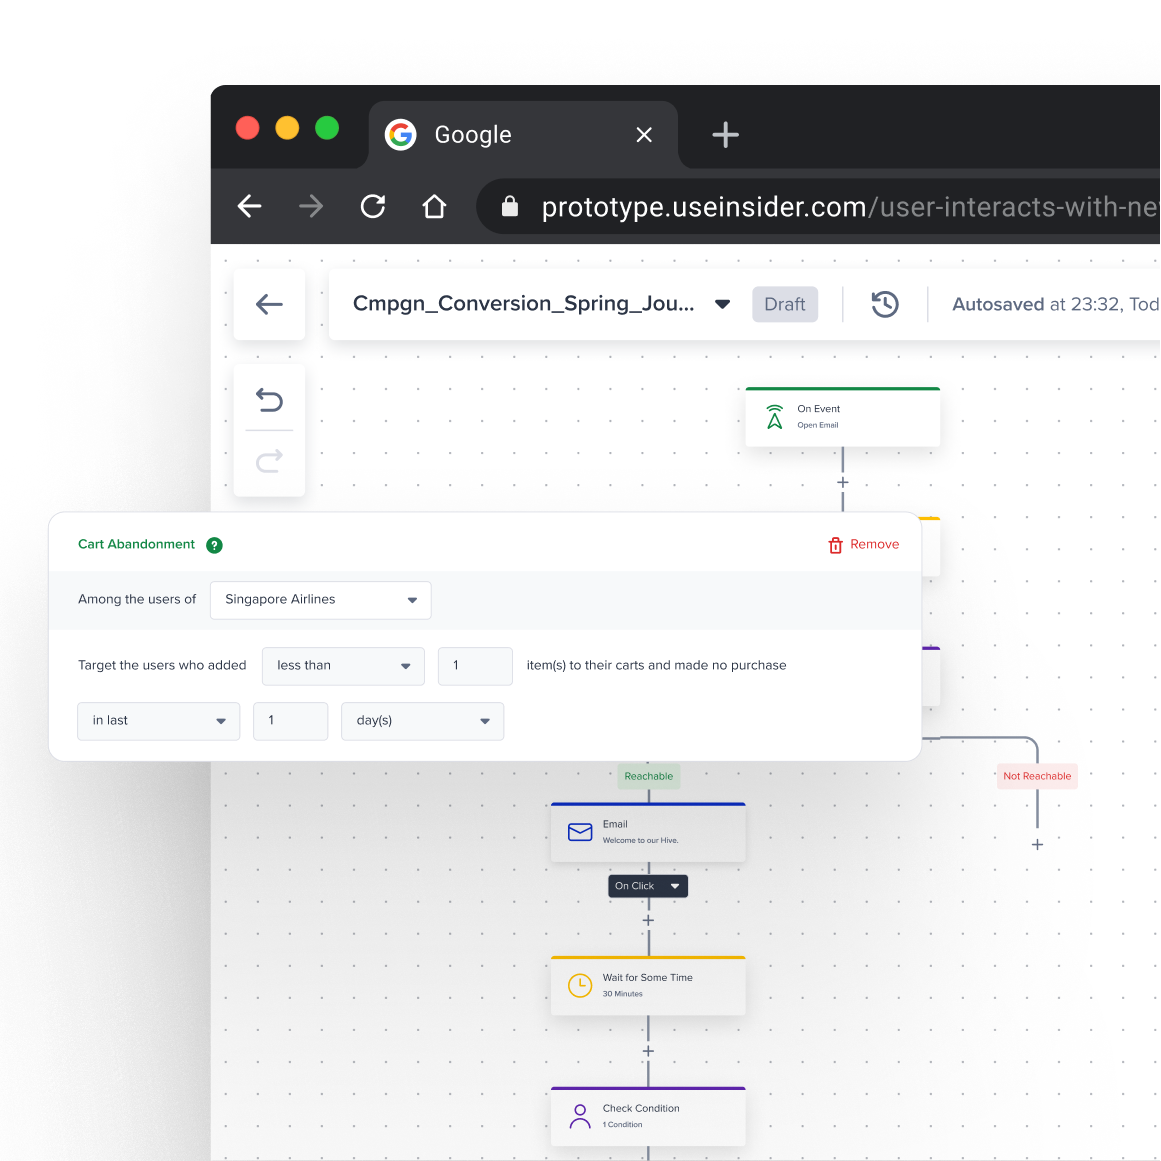 Google
prototype.useinsider.com/user-interacts-with-ne
Cmpgn_Conversion_Spring_Jou... Draft Autosaved at 23:32, Tod
On Event
Open Email
Cart Abandonment ? Remove
Among the users of Singapore Airlines
Target the users who added less than 1 item(s) to their carts and made no purchase
in last 1 day(s)
Reachable Not Reachable
Email
Welcome to our Hive.
On Click
Wait for Some Time
30 Minutes
Check Condition
1 Condition